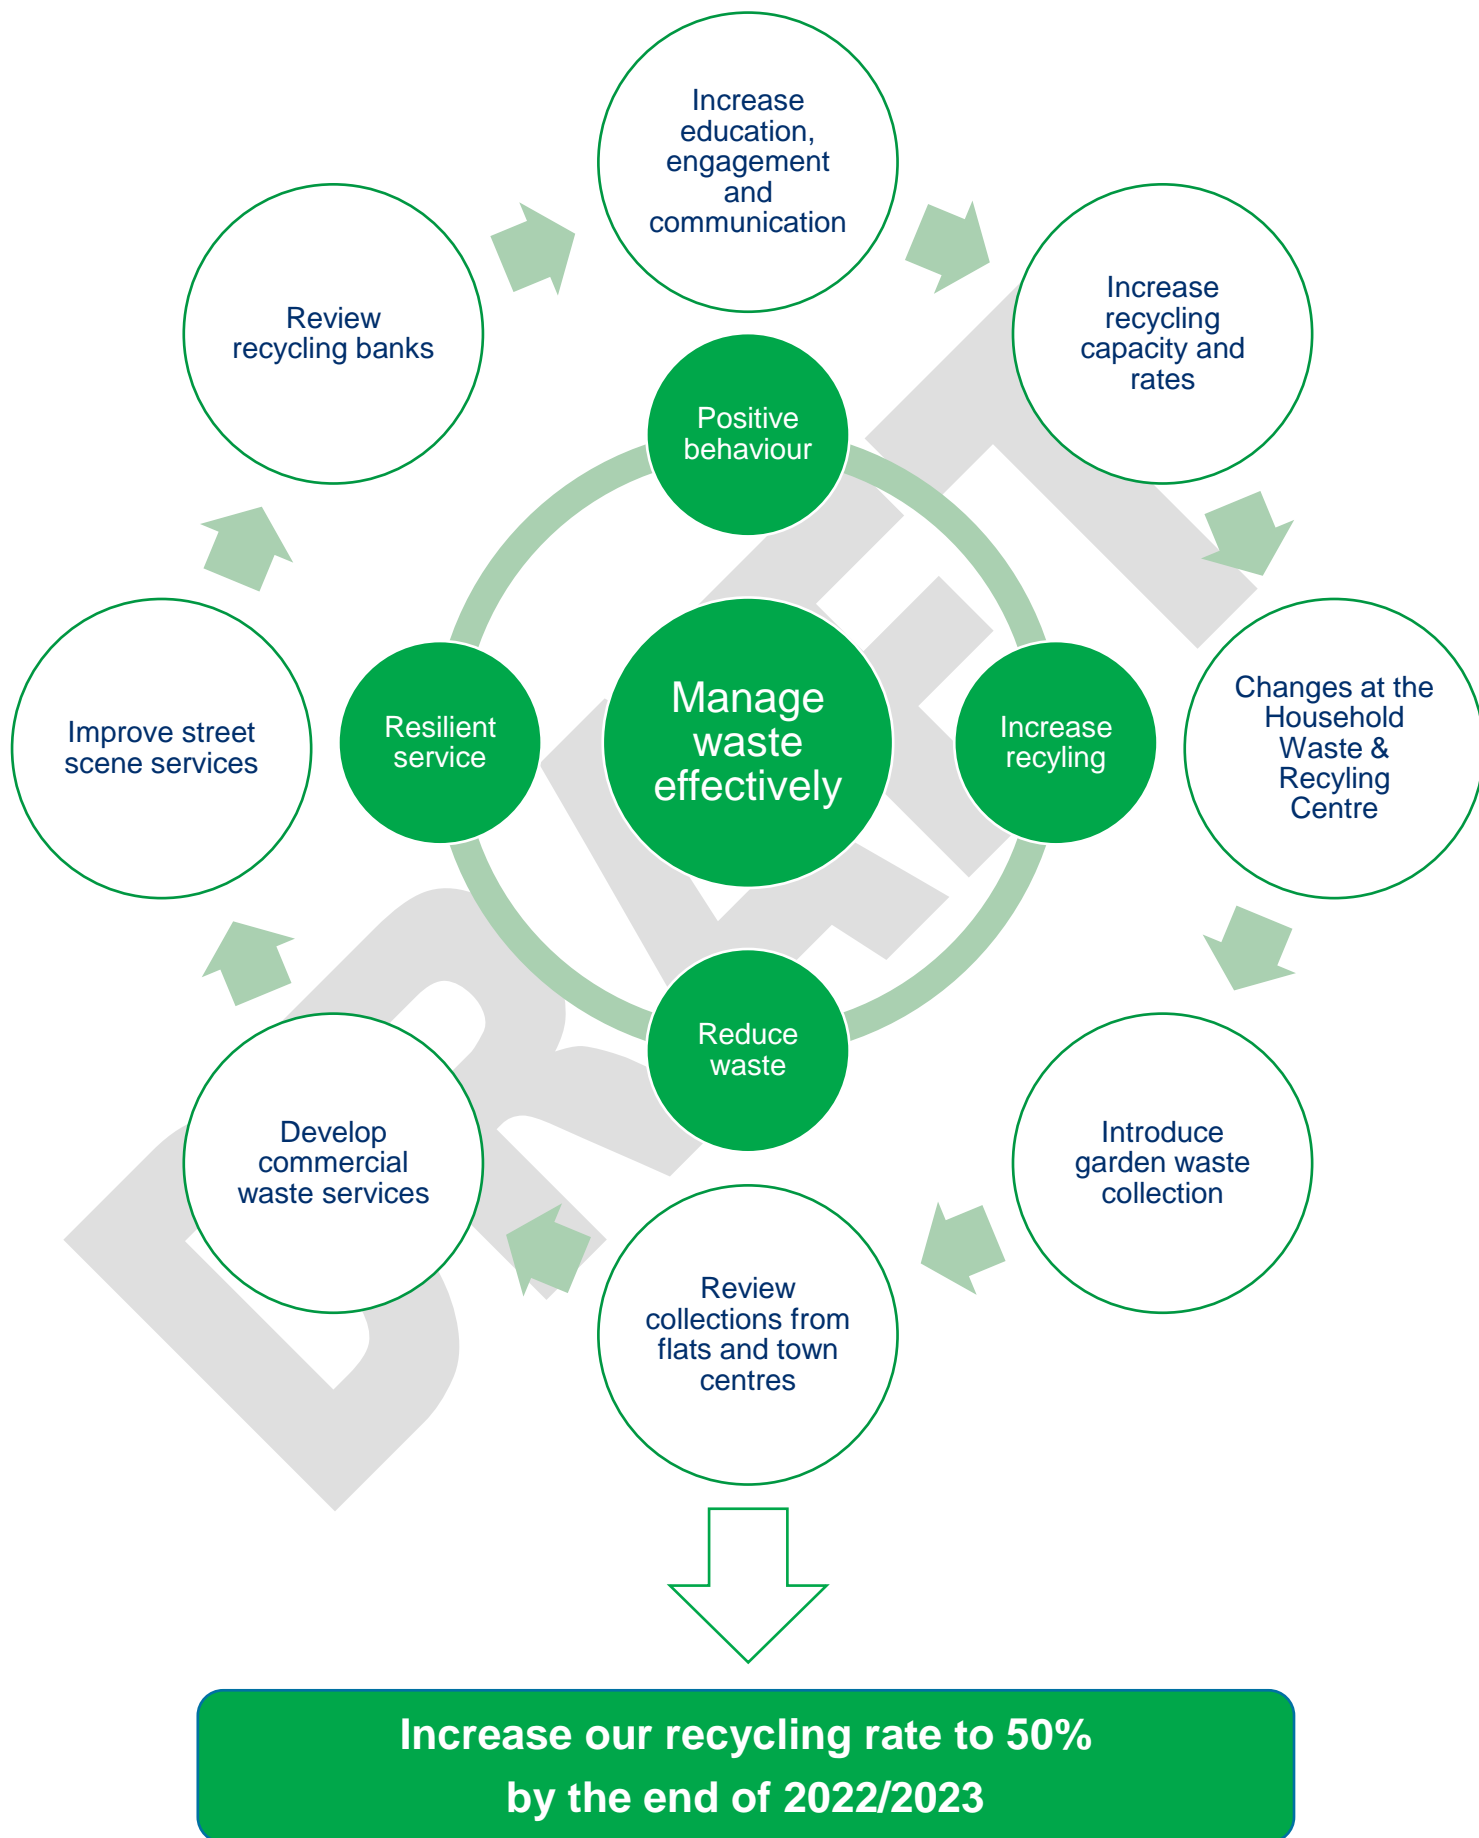 Increase
education,
engagement
and
communication
Increase
recycling
capacity and
rates
Changes at the
Household
Waste &
Recyling
Centre
Introduce
garden waste
collection
Review
collections from
flats and town
centres
Develop
commercial
waste services
Improve street
scene services
Review
recycling banks
Positive
behaviour
Increase
recyling
Reduce
waste
Resilient
service
Manage
waste
effectively
DRAFT
Increase our recycling rate to 50%
by the end of 2022/2023